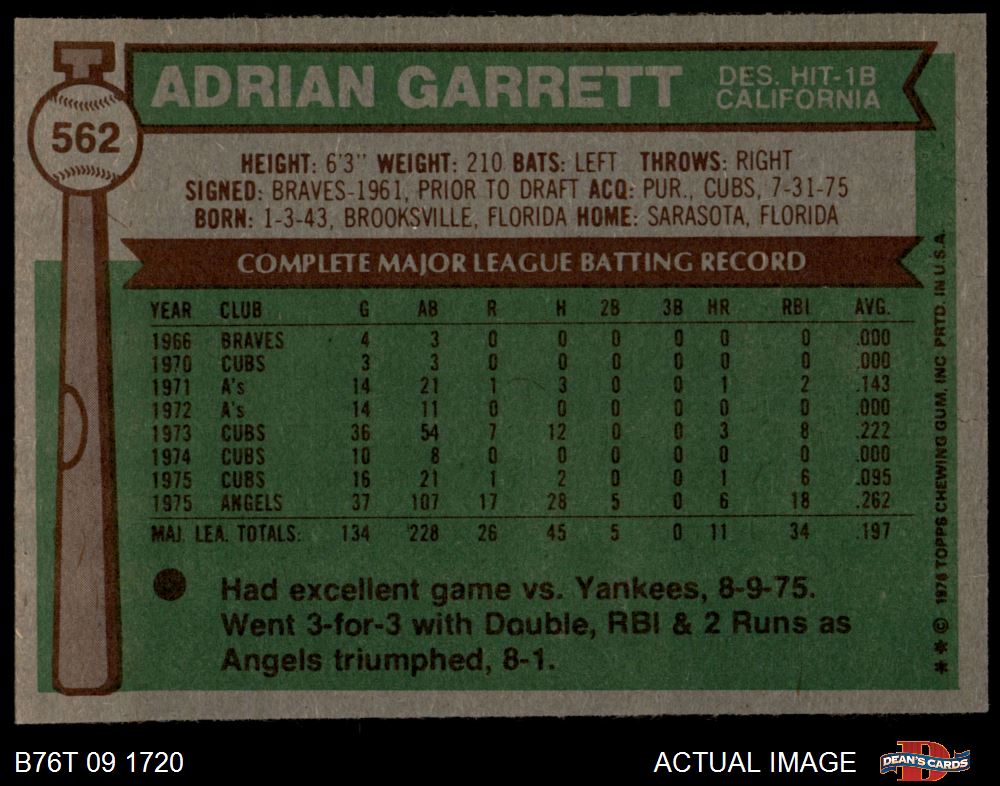 ADRIAN GARRETT
DES. HIT-1B
CALIFORNIA
562
HEIGHT: 6'3" WEIGHT: 210 BATS: LEFT THROWS: RIGHT
SIGNED: BRAVES-1961, PRIOR TO DRAFT ACQ: PUR., CUBS, 7-31-75
BORN: 1-3-43, BROOKSVILLE, FLORIDA HOME: SARASOTA, FLORIDA
COMPLETE MAJOR LEAGUE BATTING RECORD
YEAR CLUB G AB R H 2B 3B HR RBI AVG.
1966 BRAVES 4 3 0 0 0 0 0 0 .000
1970 CUBS 3 3 0 0 0 0 0 0 .000
1971 A's 14 21 1 3 0 0 1 2 .143
1972 A's 14 11 0 0 0 0 0 0 .000
1973 CUBS 36 54 7 12 0 0 3 8 .222
1974 CUBS 10 8 0 0 0 0 0 0 .000
1975 CUBS 16 21 1 2 0 0 1 6 .095
1975 ANGELS 37 107 17 28 5 0 6 18 .262
MAJ. LEA. TOTALS: 134 228 26 45 5 0 11 34 .197
Had excellent game vs. Yankees, 8-9-75.
Went 3-for-3 with Double, RBI & 2 Runs as
Angels triumphed, 8-1.
** © 1976 TOPPS CHEWING GUM, INC PRTD. IN U.S.A.
B76T 09 1720
ACTUAL IMAGE
D
DEAN'S CARDS